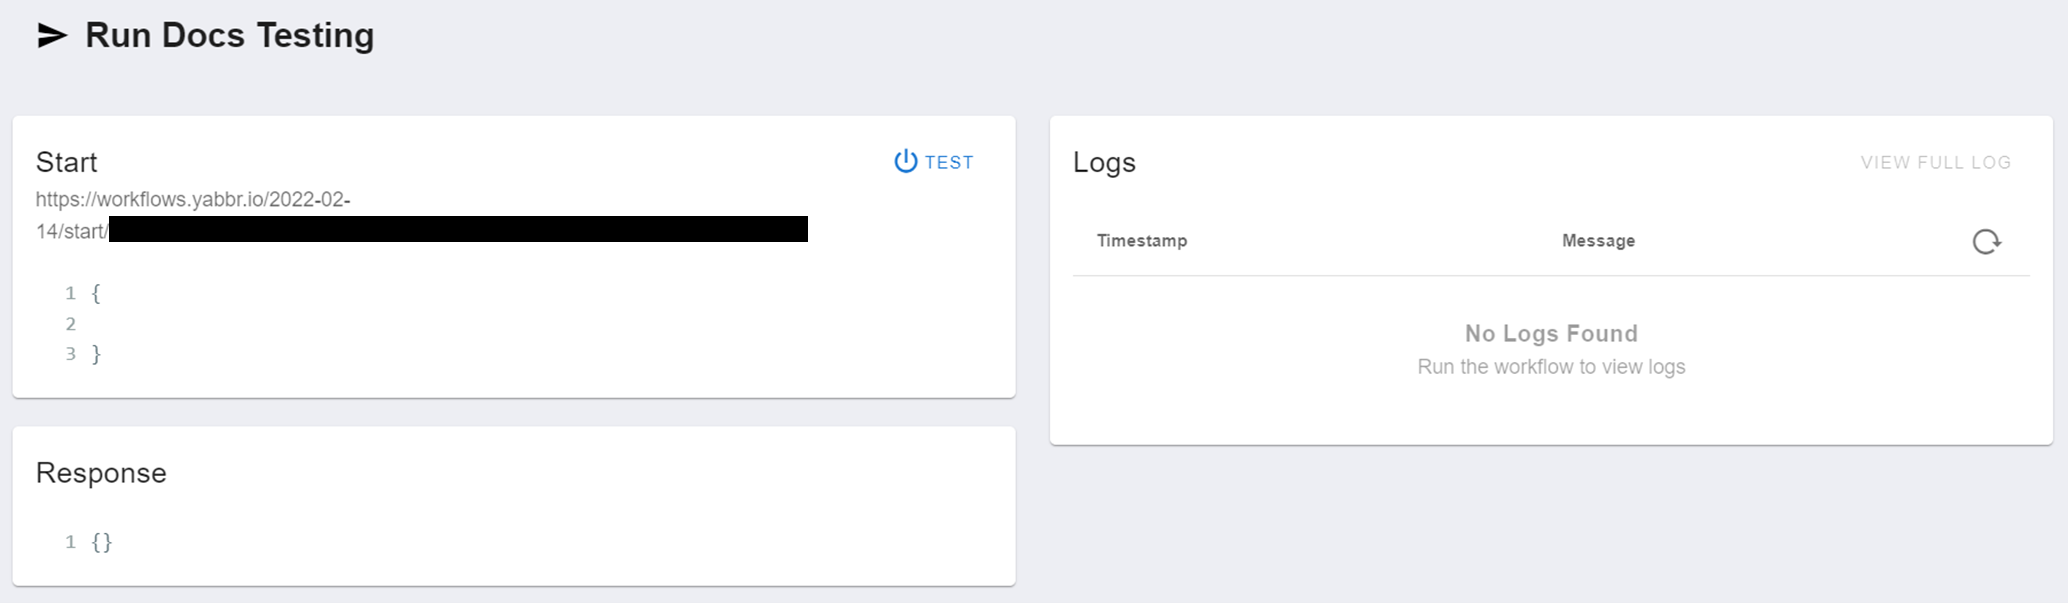 Run Docs Testing
Start
TEST
https://workflows.yabbr.io/2022-02-
14/start/
1 {
2
3 }
Response
1 {}
Logs
VIEW FULL LOG
Timestamp Message
No Logs Found
Run the workflow to view logs